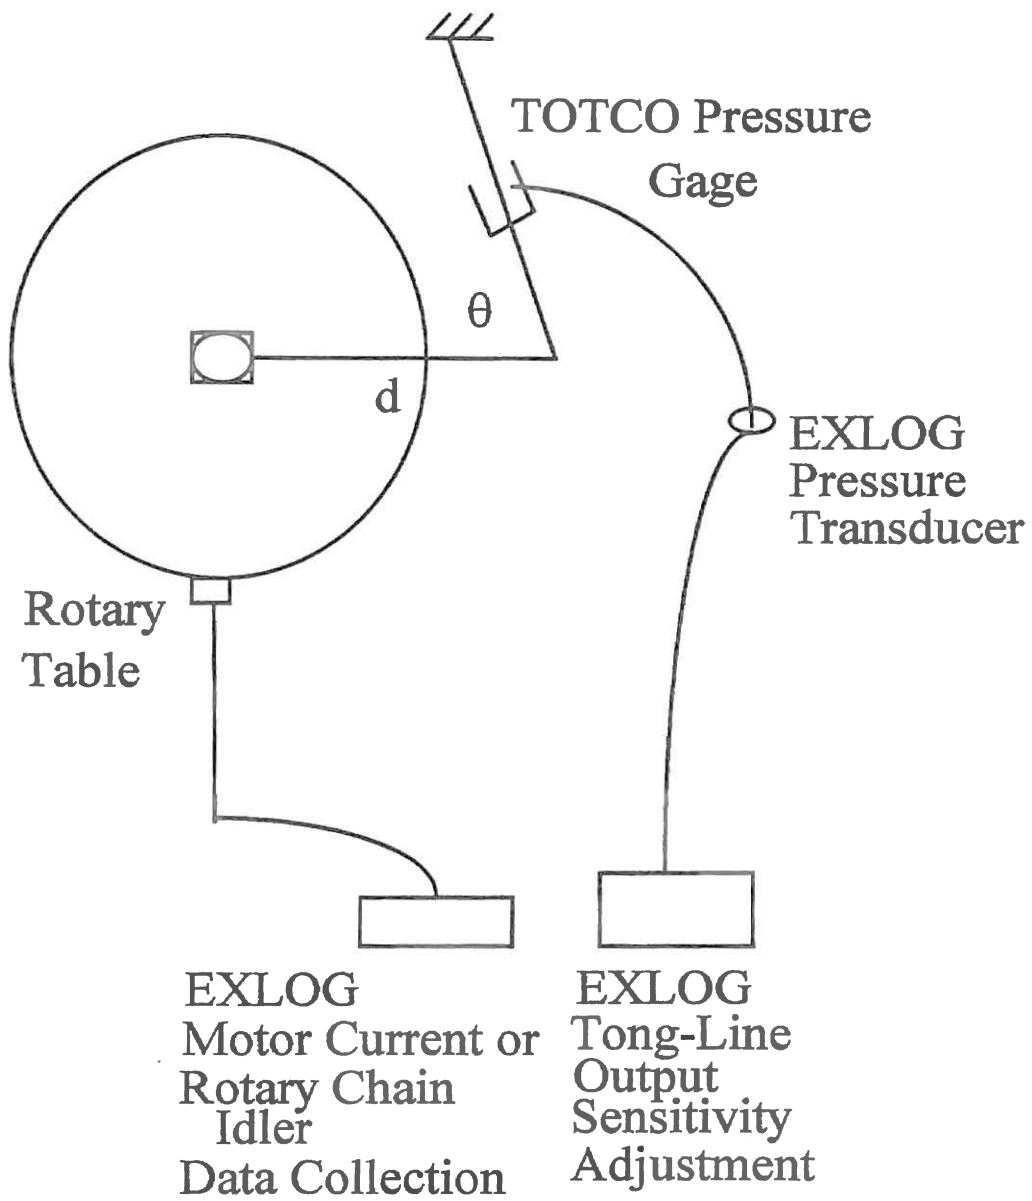 TOTCO Pressure
Gage
θ
d
EXLOG
Pressure
Transducer
Rotary
Table
EXLOG
Motor Current or
Rotary Chain
Idler
Data Collection
EXLOG
Tong-Line
Output
Sensitivity
Adjustment